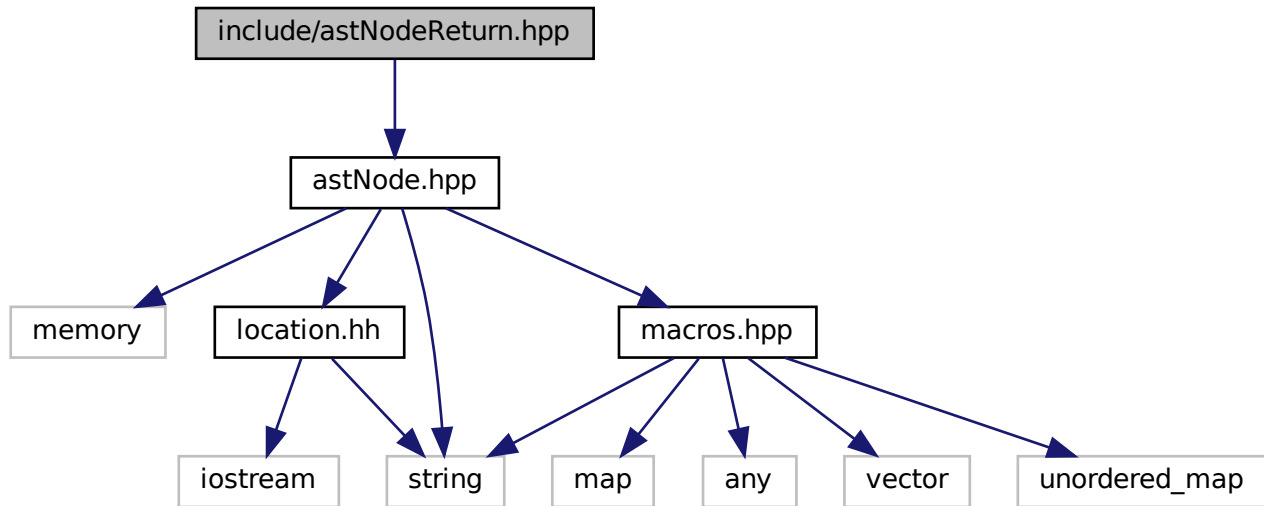 include/astNodeReturn.hpp
astNode.hpp
memory
location.hh
macros.hpp
iostream
string
map
any
vector
unordered_map